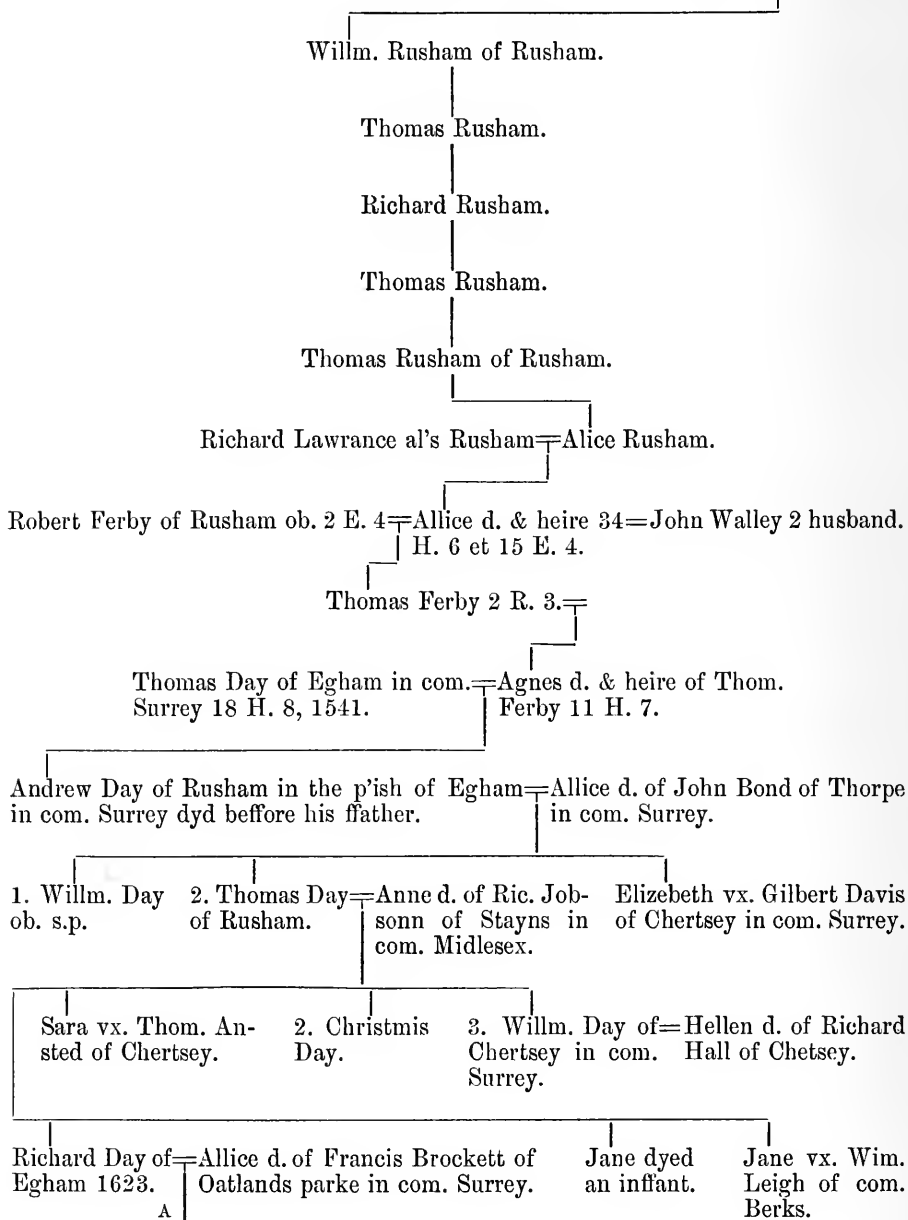 Willm. Rusham of Rusham.
Thomas Rusham.
Richard Rusham.
Thomas Rusham.
Thomas Rusham of Rusham.
Richard Lawrance al's Rusham=Alice Rusham.
Robert Ferby of Rusham ob. 2 E. 4=Allice d. & heire 34=John Walley 2 husband.
H. 6 et 15 E. 4.
Thomas Ferby 2 R. 3.=
Thomas Day of Egham in com.=Agnes d. & heire of Thom.
Surrey 18 H. 8, 1541. Ferby 11 H. 7.
Andrew Day of Rusham in the p'ish of Egham=Allice d. of John Bond of Thorpe
in com. Surrey dyd beffore his ffather. in com. Surrey.
1. Willm. Day 2. Thomas Day=Anne d. of Ric. Job- Elizebeth vx. Gilbert Davis
ob. s.p. of Rusham. sonn of Stayns in of Chertsey in com. Surrey.
com. Midlesex.
Sara vx. Thom. An- 2. Christmis 3. Willm. Day of=Hellen d. of Richard
sted of Chertsey. Day. Chertsey in com. Hall of Chetsey.
Surrey.
Richard Day of=Allice d. of Francis Brockett of Jane dyed Jane vx. Wim.
Egham 1623. Oatlands parke in com. Surrey. an inffant. Leigh of com.
A Berks.